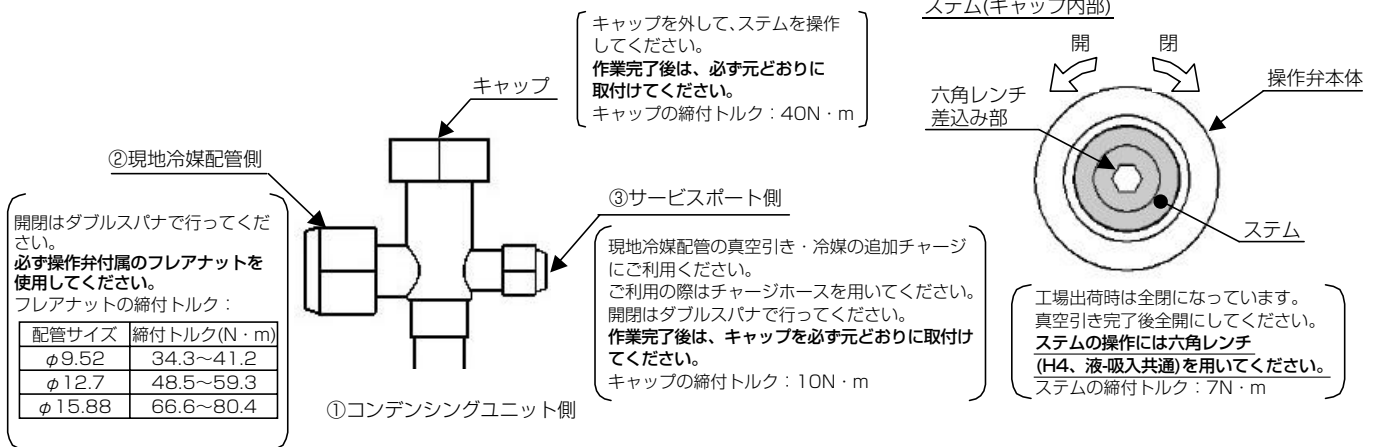 キャップを外して、ステムを操作
してください。
作業完了後は、必ず元どおりに
取付けてください。
キャップの締付トルク：40N・m
キャップ
②現地冷媒配管側
開閉はダブルスパナで行ってくだ
さい。
必ず操作弁付属のフレアナットを
使用してください。
フレアナットの締付トルク：
配管サイズ 締付トルク(N・m)
φ9.52 34.3～41.2
φ12.7 48.5～59.3
φ15.88 66.6～80.4
③サービスポート側
現地冷媒配管の真空引き・冷媒の追加チャージ
にご利用ください。
ご利用の際はチャージホースを用いてください。
開閉はダブルスパナで行ってください。
作業完了後は、キャップを必ず元どおりに取付け
てください。
キャップの締付トルク：10N・m
①コンデンシングユニット側
ステム(キャップ内部)
開 閉
六角レンチ
差込み部
操作弁本体
ステム
工場出荷時は全閉になっています。
真空引き完了後全開にしてください。
ステムの操作には六角レンチ
(H4、液-吸入共通)を用いてください。
ステムの締付トルク：7N・m